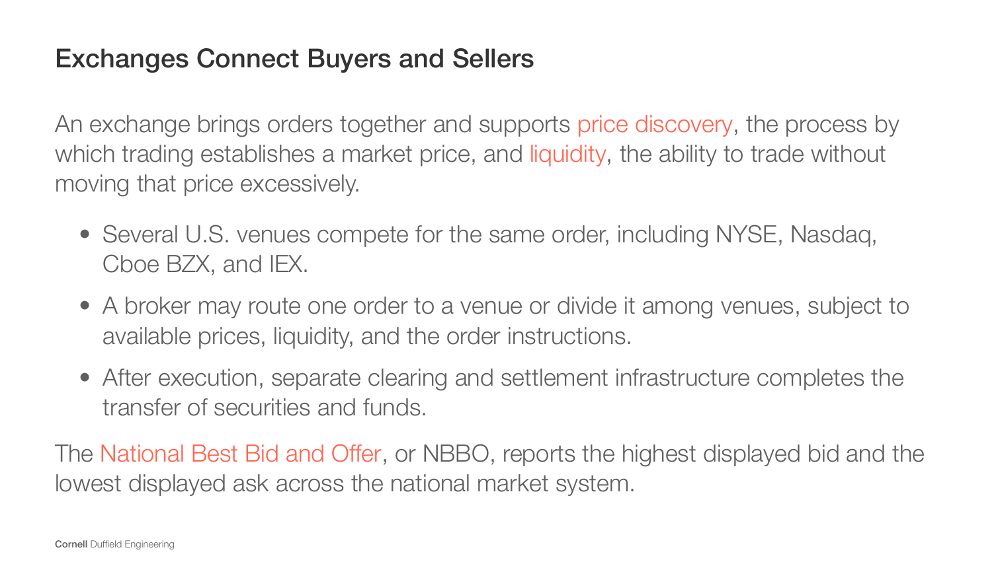 Exchanges Connect Buyers and Sellers
An exchange brings orders together and supports price discovery, the process by
which trading establishes a market price, and liquidity, the ability to trade without
moving that price excessively.
• Several U.S. venues compete for the same order, including NYSE, Nasdaq,
Cboe BZX, and IEX.
• A broker may route one order to a venue or divide it among venues, subject to
available prices, liquidity, and the order instructions.
• After execution, separate clearing and settlement infrastructure completes the
transfer of securities and funds.
The National Best Bid and Offer, or NBBO, reports the highest displayed bid and the
lowest displayed ask across the national market system.
Cornell Duffield Engineering